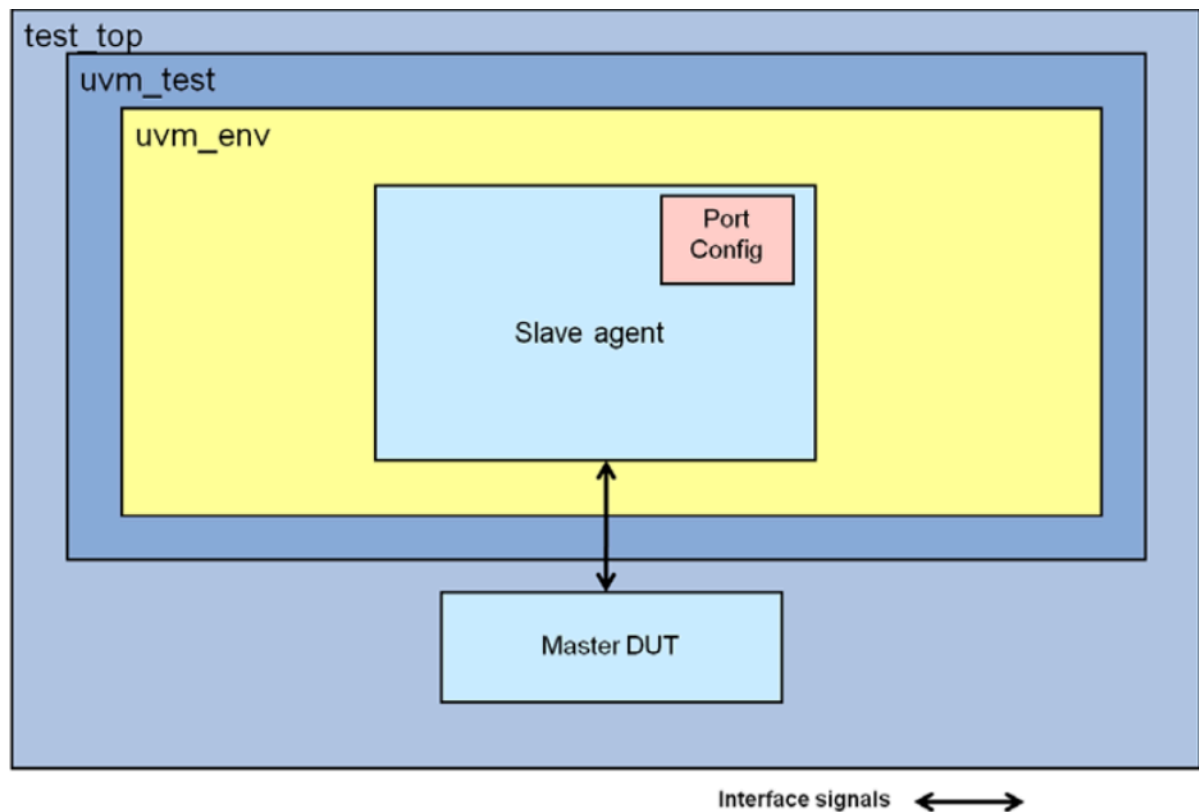 test_top
uvm_test
uvm_env
Port
Config
Slave agent
Master DUT
Interface signals